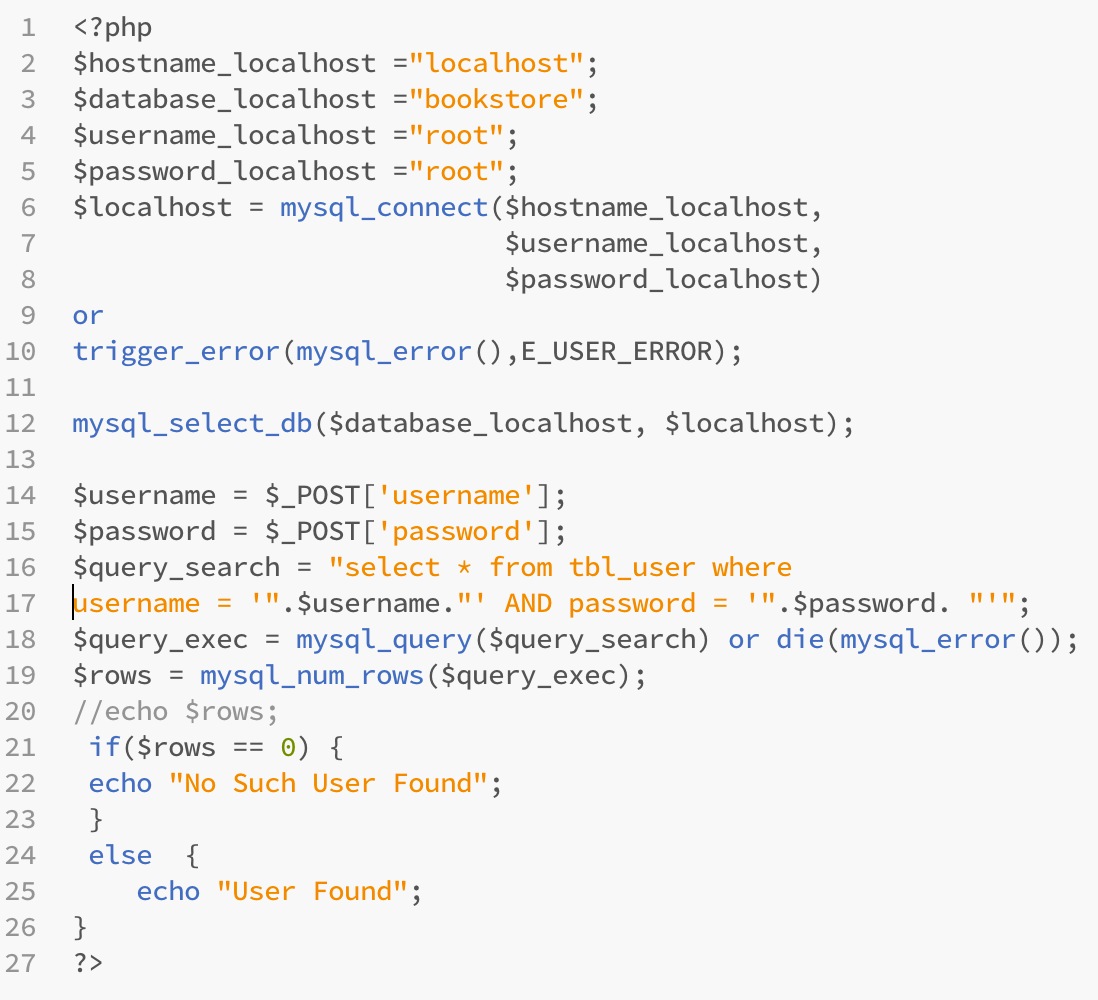 1 <?php
2 $hostname_localhost ="localhost";
3 $database_localhost ="bookstore";
4 $username_localhost ="root";
5 $password_localhost ="root";
6 $localhost = mysql_connect($hostname_localhost,
7                            $username_localhost,
8                            $password_localhost)
9 or
10 trigger_error(mysql_error(),E_USER_ERROR);
11
12 mysql_select_db($database_localhost, $localhost);
13
14 $username = $_POST['username'];
15 $password = $_POST['password'];
16 $query_search = "select * from tbl_user where
17 username = '".$username."' AND password = '".$password. "'";
18 $query_exec = mysql_query($query_search) or die(mysql_error());
19 $rows = mysql_num_rows($query_exec);
20 //echo $rows;
21  if($rows == 0) {
22  echo "No Such User Found";
23  }
24  else  {
25     echo "User Found";
26 }
27 ?>